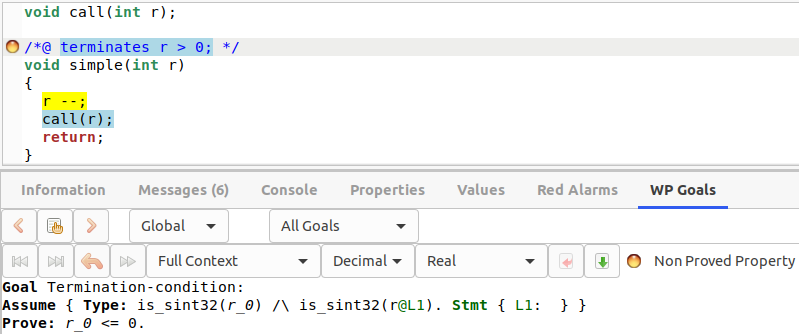 void call(int r);
/*@ terminates r > 0; */
void simple(int r)
{
r --;
call(r);
return;
}
Information Messages (6) Console Properties Values Red Alarms WP Goals
Global All Goals
Full Context Decimal Real Non Proved Property
Goal Termination-condition:
Assume { Type: is_sint32(r_0) /\ is_sint32(r@L1). Stmt { L1:  } }
Prove: r_0 <= 0.